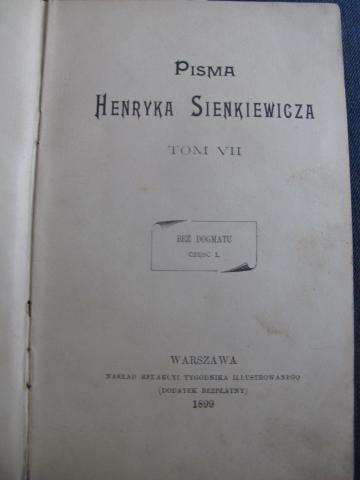 PISMA
HENRYKA SIENKIEWICZA
TOM VII
BEZ DOGMATU
CZĘŚĆ I.
WARSZAWA
NAKŁAD REDAKCYI TYGODNIKA ILLUSTROWANEGO
(DODATEK BEZPŁATNY)
1899